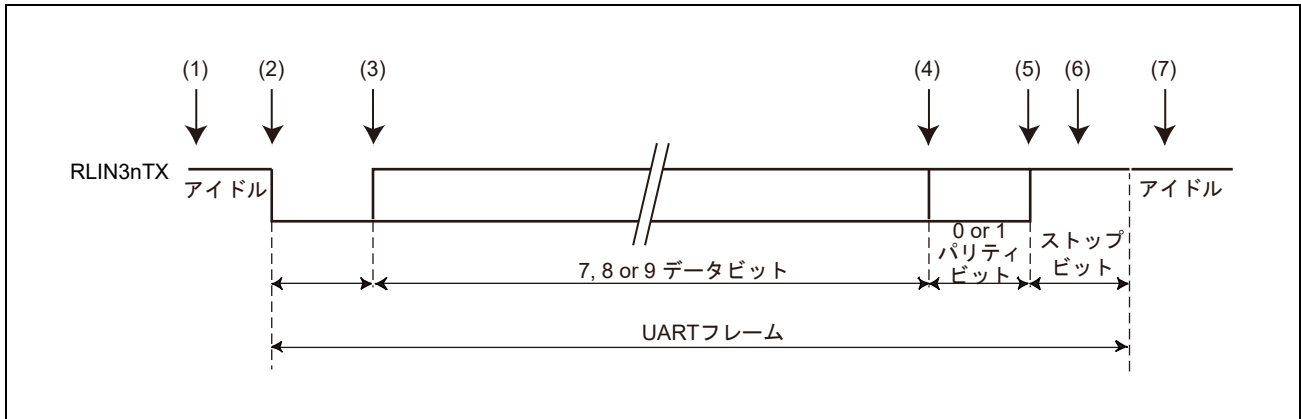 (1) (2) (3) (4) (5) (6) (7)
RLIN3nTX
アイドル
アイドル
0 or 1
パリティ
ビット
ストップ
ビット
7, 8 or 9 データビット
UARTフレーム